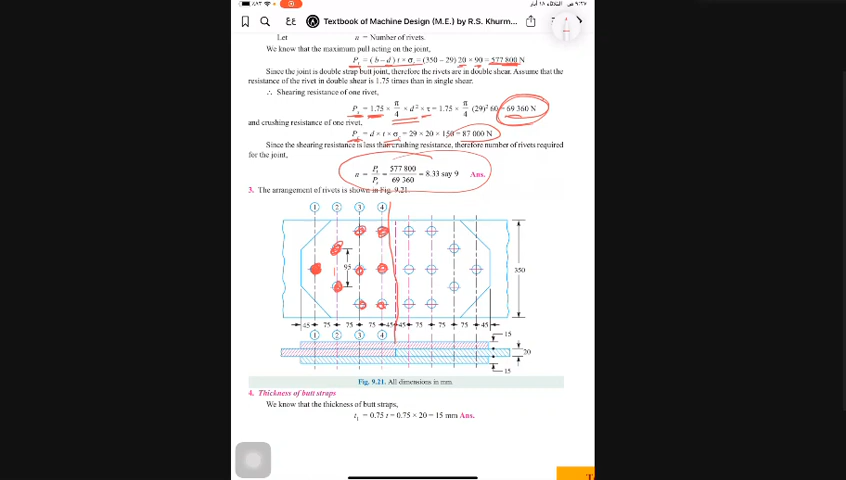 Textbook of Machine Design (M.E.) by R.S. Khurm...
Let n = Number of rivets.
We know that the maximum pull acting on the joint,
Pt = ( b – d ) t × σt = (350 – 29) 20 × 90 = 577 800 N
Since the joint is double strap butt joint, therefore the rivets are in double shear. Assume that the
resistance of the rivet in double shear is 1.75 times than in single shear.
∴ Shearing resistance of one rivet,
Ps = 1.75 × π/4 × d² × τ = 1.75 × π/4 (29)² 60 = 69 360 N
and crushing resistance of one rivet,
Pc = d × t × σc = 29 × 20 × 150 = 87 000 N
Since the shearing resistance is less than crushing resistance, therefore number of rivets required
for the joint,
n = Pt/Ps = 577 800/69 360 = 8.33 say 9 Ans.
3. The arrangement of rivets is shown in Fig. 9.21.
1 2 3 4
95
350
45 75 75 75 45 45 75 75 75 45
1 2 3 4
15
20
15
Fig. 9.21. All dimensions in mm.
4. Thickness of butt straps
We know that the thickness of butt straps,
t1 = 0.75 t = 0.75 × 20 = 15 mm Ans.